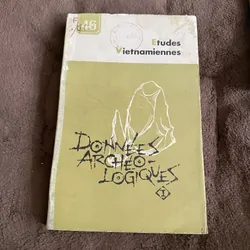 46
Etudes
Vietnamiennes
DONNÉES
ARCHÉO-
LOGIQUES
1